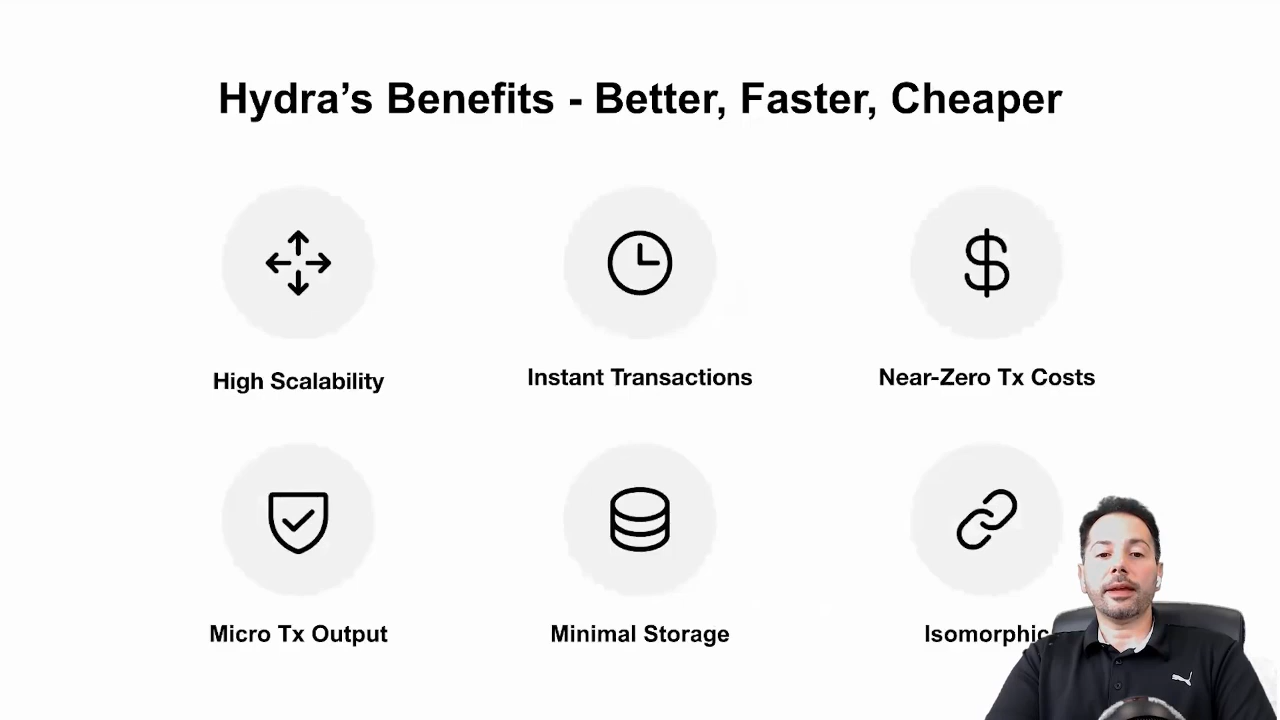 Hydra’s Benefits - Better, Faster, Cheaper
High Scalability
Instant Transactions
Near-Zero Tx Costs
Micro Tx Output
Minimal Storage
Isomorphic